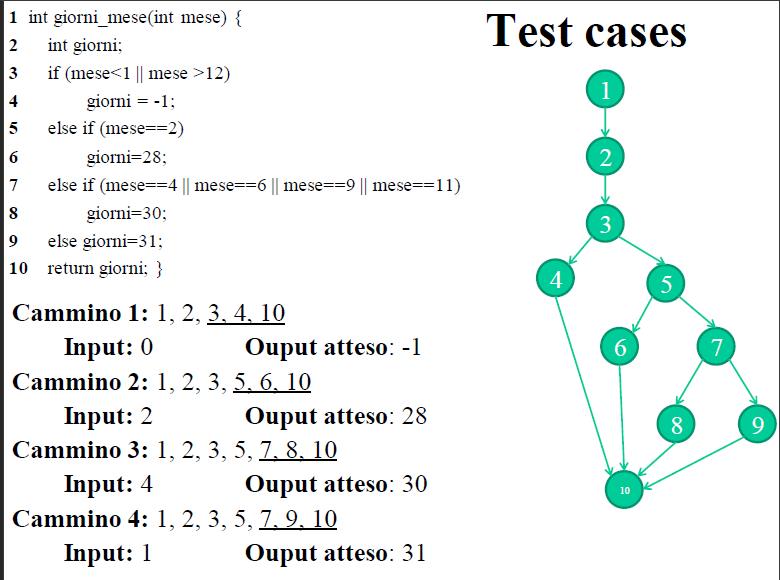 Test cases
1 int giorni_mese(int mese) {
2 int giorni;
3 if (mese<1 || mese >12)
4 giorni = -1;
5 else if (mese==2)
6 giorni=28;
7 else if (mese==4 || mese==6 || mese==9 || mese==11)
8 giorni=30;
9 else giorni=31;
10 return giorni; }
Cammino 1: 1, 2, 3, 4, 10
Input: 0 Ouput atteso: -1
Cammino 2: 1, 2, 3, 5, 6, 10
Input: 2 Ouput atteso: 28
Cammino 3: 1, 2, 3, 5, 7, 8, 10
Input: 4 Ouput atteso: 30
Cammino 4: 1, 2, 3, 5, 7, 9, 10
Input: 1 Ouput atteso: 31
1
2
3
4
5
6
7
8
9
10